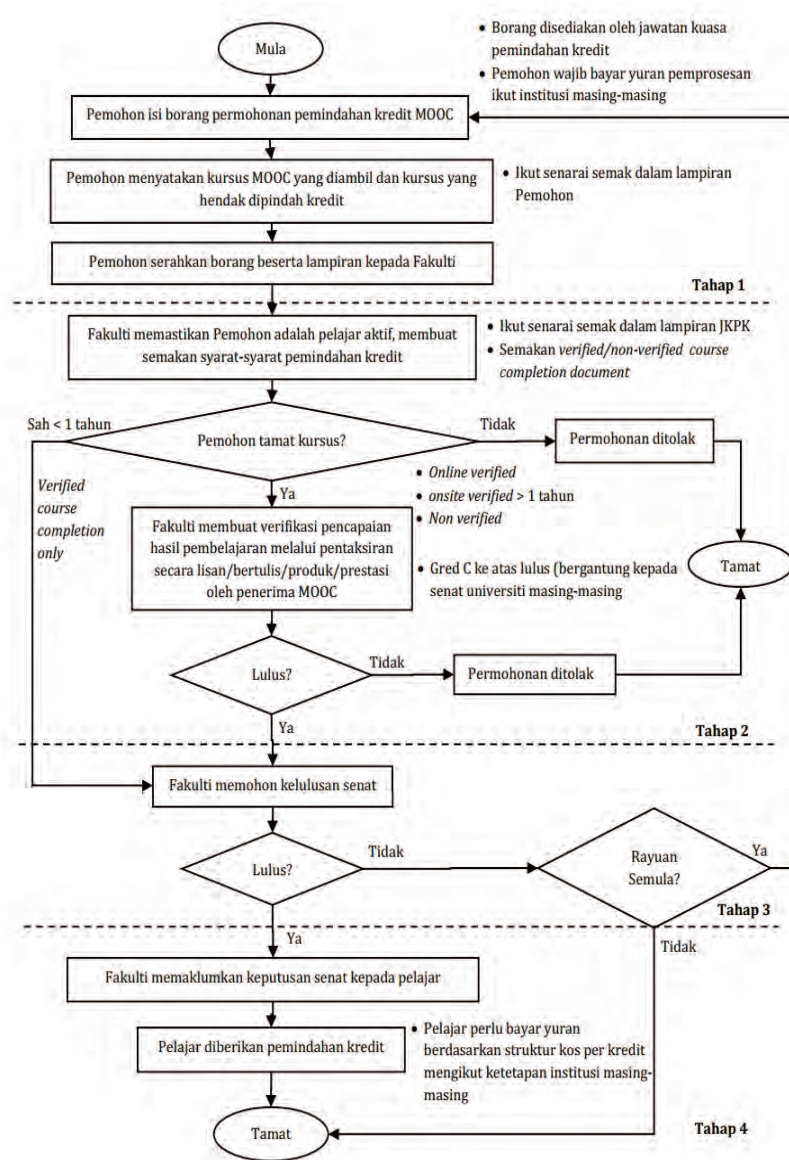 Mula
• Borang disediakan oleh jawatan kuasa
pemindahan kredit
• Pemohon wajib bayar yuran pemprosesan
ikut institusi masing-masing
Pemohon isi borang permohonan pemindahan kredit MOOC
Pemohon menyatakan kursus MOOC yang diambil dan kursus yang
hendak dipindah kredit
• Ikut senarai semak dalam lampiran
Pemohon
Pemohon serahkan borang beserta lampiran kepada Fakulti
Tahap 1
Fakulti memastikan Pemohon adalah pelajar aktif, membuat
semakan syarat-syarat pemindahan kredit
• Ikut senarai semak dalam lampiran JKPK
• Semakan verified/non-verified course
completion document
Sah < 1 tahun
Pemohon tamat kursus?
Tidak
Permohonan ditolak
Verified
course
completion
only
Ya
• Online verified
• onsite verified > 1 tahun
• Non verified
Fakulti membuat verifikasi pencapaian
hasil pembelajaran melalui pentaksiran
secara lisan/bertulis/produk/prestasi
oleh penerima MOOC
• Gred C ke atas lulus (bergantung kepada
senat universiti masing-masing
Tamat
Lulus?
Tidak
Permohonan ditolak
Ya
Tahap 2
Fakulti memohon kelulusan senat
Lulus?
Tidak
Rayuan
Semula?
Ya
Tahap 3
Ya
Tidak
Fakulti memaklumkan keputusan senat kepada pelajar
Pelajar diberikan pemindahan kredit
• Pelajar perlu bayar yuran
berdasarkan struktur kos per kredit
mengikut ketetapan institusi masing-
masing
Tamat
Tahap 4